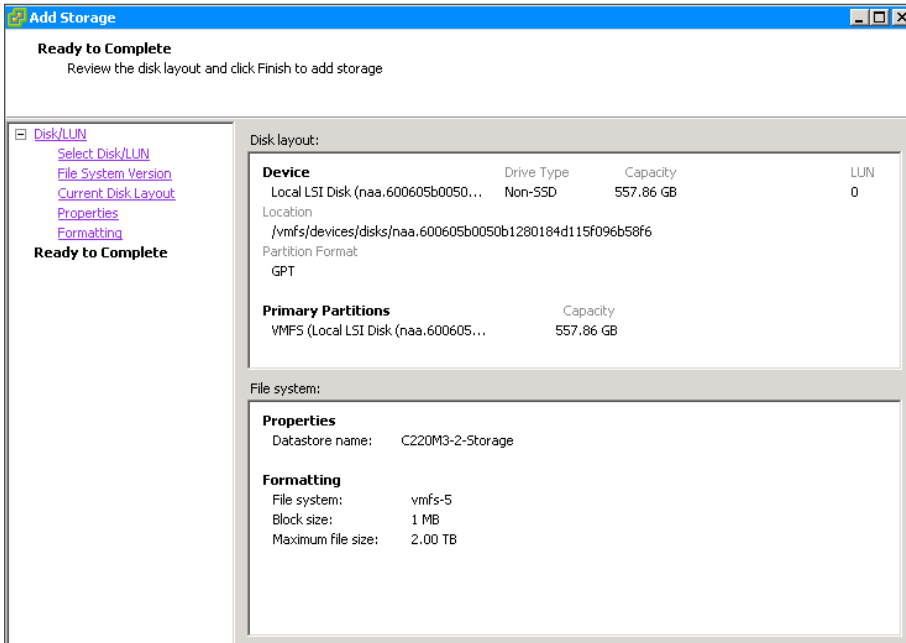 Add Storage
Ready to Complete
Review the disk layout and click Finish to add storage
Disk/LUN
Select Disk/LUN
File System Version
Current Disk Layout
Properties
Formatting
Ready to Complete
Disk layout:
Device Drive Type Capacity LUN
Local LSI Disk (naa.600605b0050... Non-SSD 557.86 GB 0
Location
/vmfs/devices/disks/naa.600605b0050b1280184d115f096b58f6
Partition Format
GPT
Primary Partitions Capacity
VMFS (Local LSI Disk (naa.600605... 557.86 GB
File system:
Properties
Datastore name: C220M3-2-Storage
Formatting
File system: vmfs-5
Block size: 1 MB
Maximum file size: 2.00 TB